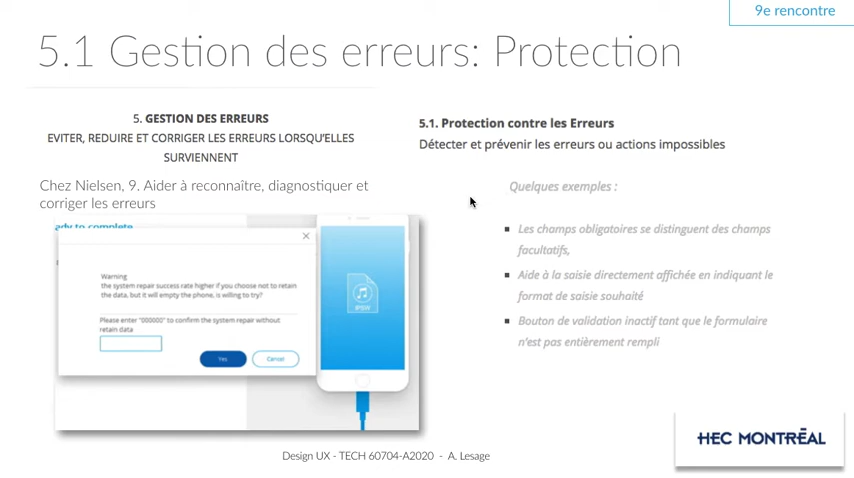 9e rencontre
5.1 Gestion des erreurs: Protection
5. GESTION DES ERREURS
EVITER, REDUIRE ET CORRIGER LES ERREURS LORSQU'ELLES
SURVIENNENT
Chez Nielsen, 9. Aider à reconnaître, diagnostiquer et
corriger les erreurs
ady to complete
Warning
the system repair success rate higher if you choose not to retain
the data, but it will empty the phone, is willing to try?
Please enter "000000" to confirm the system repair without
retain data
Yes
Cancel
IPSW
5.1. Protection contre les Erreurs
Détecter et prévenir les erreurs ou actions impossibles
Quelques exemples :
▪ Les champs obligatoires se distinguent des champs
facultatifs,
▪ Aide à la saisie directement affichée en indiquant le
format de saisie souhaité
▪ Bouton de validation inactif tant que le formulaire
n'est pas entièrement rempli
Design UX - TECH 60704-A2020 - A. Lesage
HEC MONTRĒAL